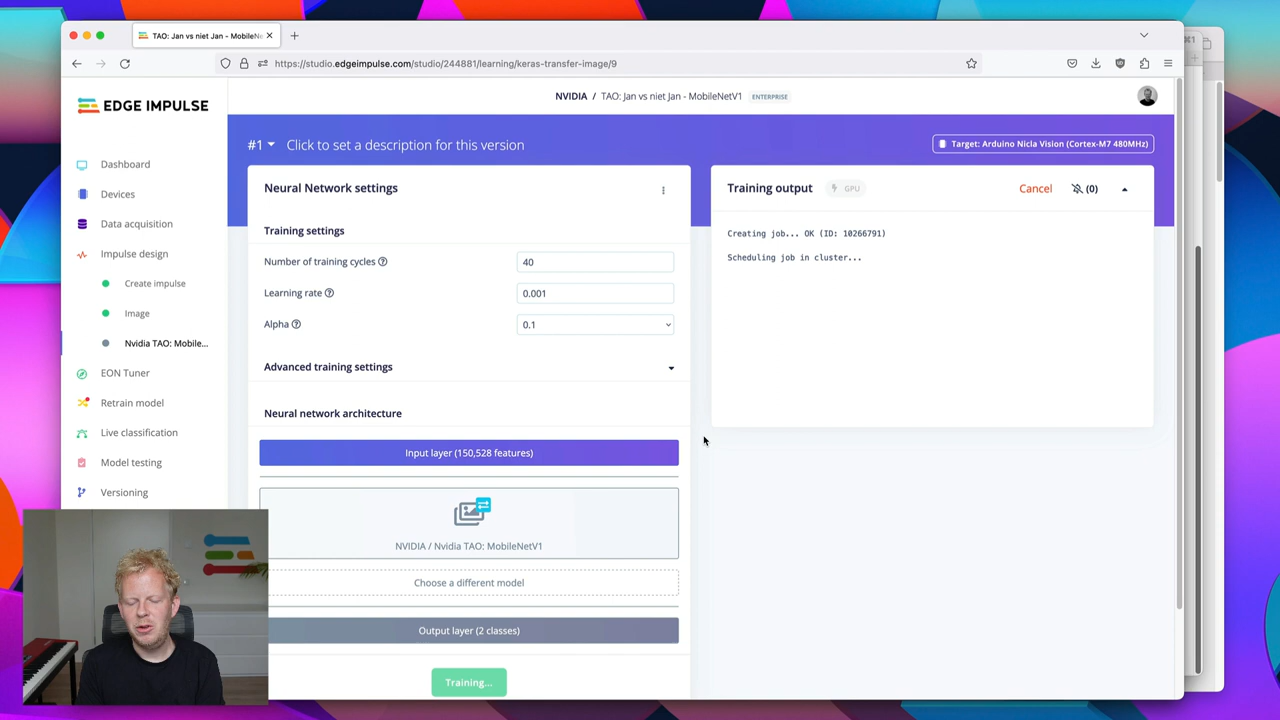 TAO: Jan vs niet Jan - MobileNe
https://studio.edgeimpulse.com/studio/244881/learning/keras-transfer-image/9
EDGE IMPULSE
NVIDIA / TAO: Jan vs niet Jan - MobileNetV1 ENTERPRISE
Dashboard
Devices
Data acquisition
Impulse design
Create impulse
Image
Nvidia TAO: Mobile...
EON Tuner
Retrain model
Live classification
Model testing
Versioning
#1 Click to set a description for this version
Target: Arduino Nicla Vision (Cortex-M7 480MHz)
Neural Network settings
Training settings
Number of training cycles 40
Learning rate 0.001
Alpha 0.1
Advanced training settings
Neural network architecture
Input layer (150,528 features)
NVIDIA / Nvidia TAO: MobileNetV1
Choose a different model
Output layer (2 classes)
Training...
Training output GPU Cancel (0)
Creating job... OK (ID: 10266791)
Scheduling job in cluster...